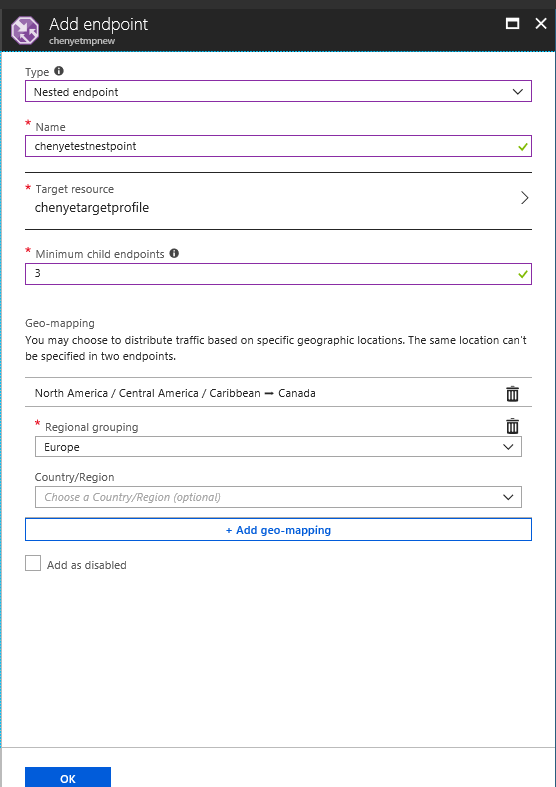 Add endpoint
chenyetmpnew
Type
Nested endpoint
* Name
chenyetestnestpoint
* Target resource
chenyetargetprofile
* Minimum child endpoints
3
Geo-mapping
You may choose to distribute traffic based on specific geographic locations. The same location can't
be specified in two endpoints.
North America / Central America / Caribbean → Canada
* Regional grouping
Europe
Country/Region
Choose a Country/Region (optional)
+ Add geo-mapping
Add as disabled
OK